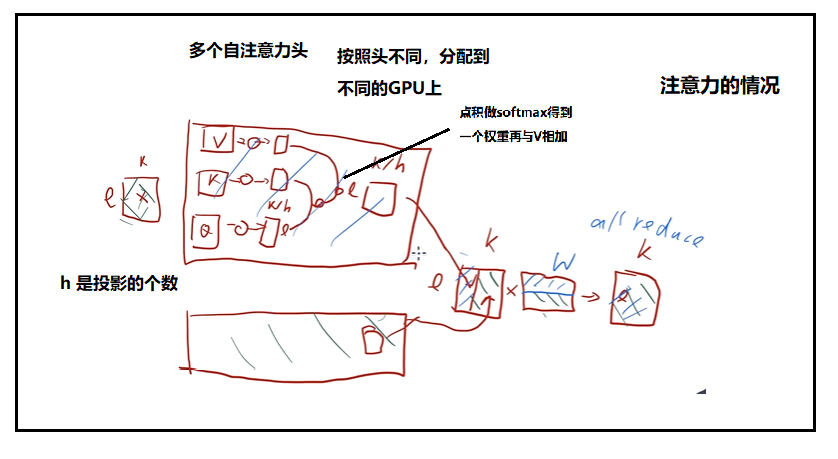 多个自注意力头
按照头不同，分配到
不同的GPU上
注意力的情况
点积做softmax得到
一个权重再与V相加
V
K
K
K/h
l
X
K/h
l
Q
l
h 是投影的个数
all reduce
K
W
K
l
X